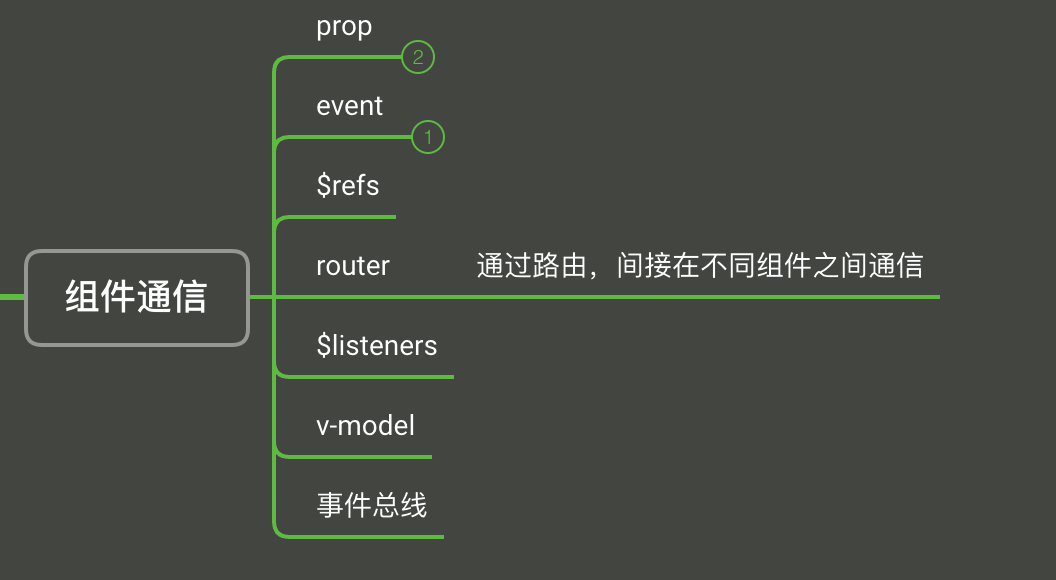 prop
2
event
1
$refs
router 通过路由，间接在不同组件之间通信
组件通信
$listeners
v-model
事件总线